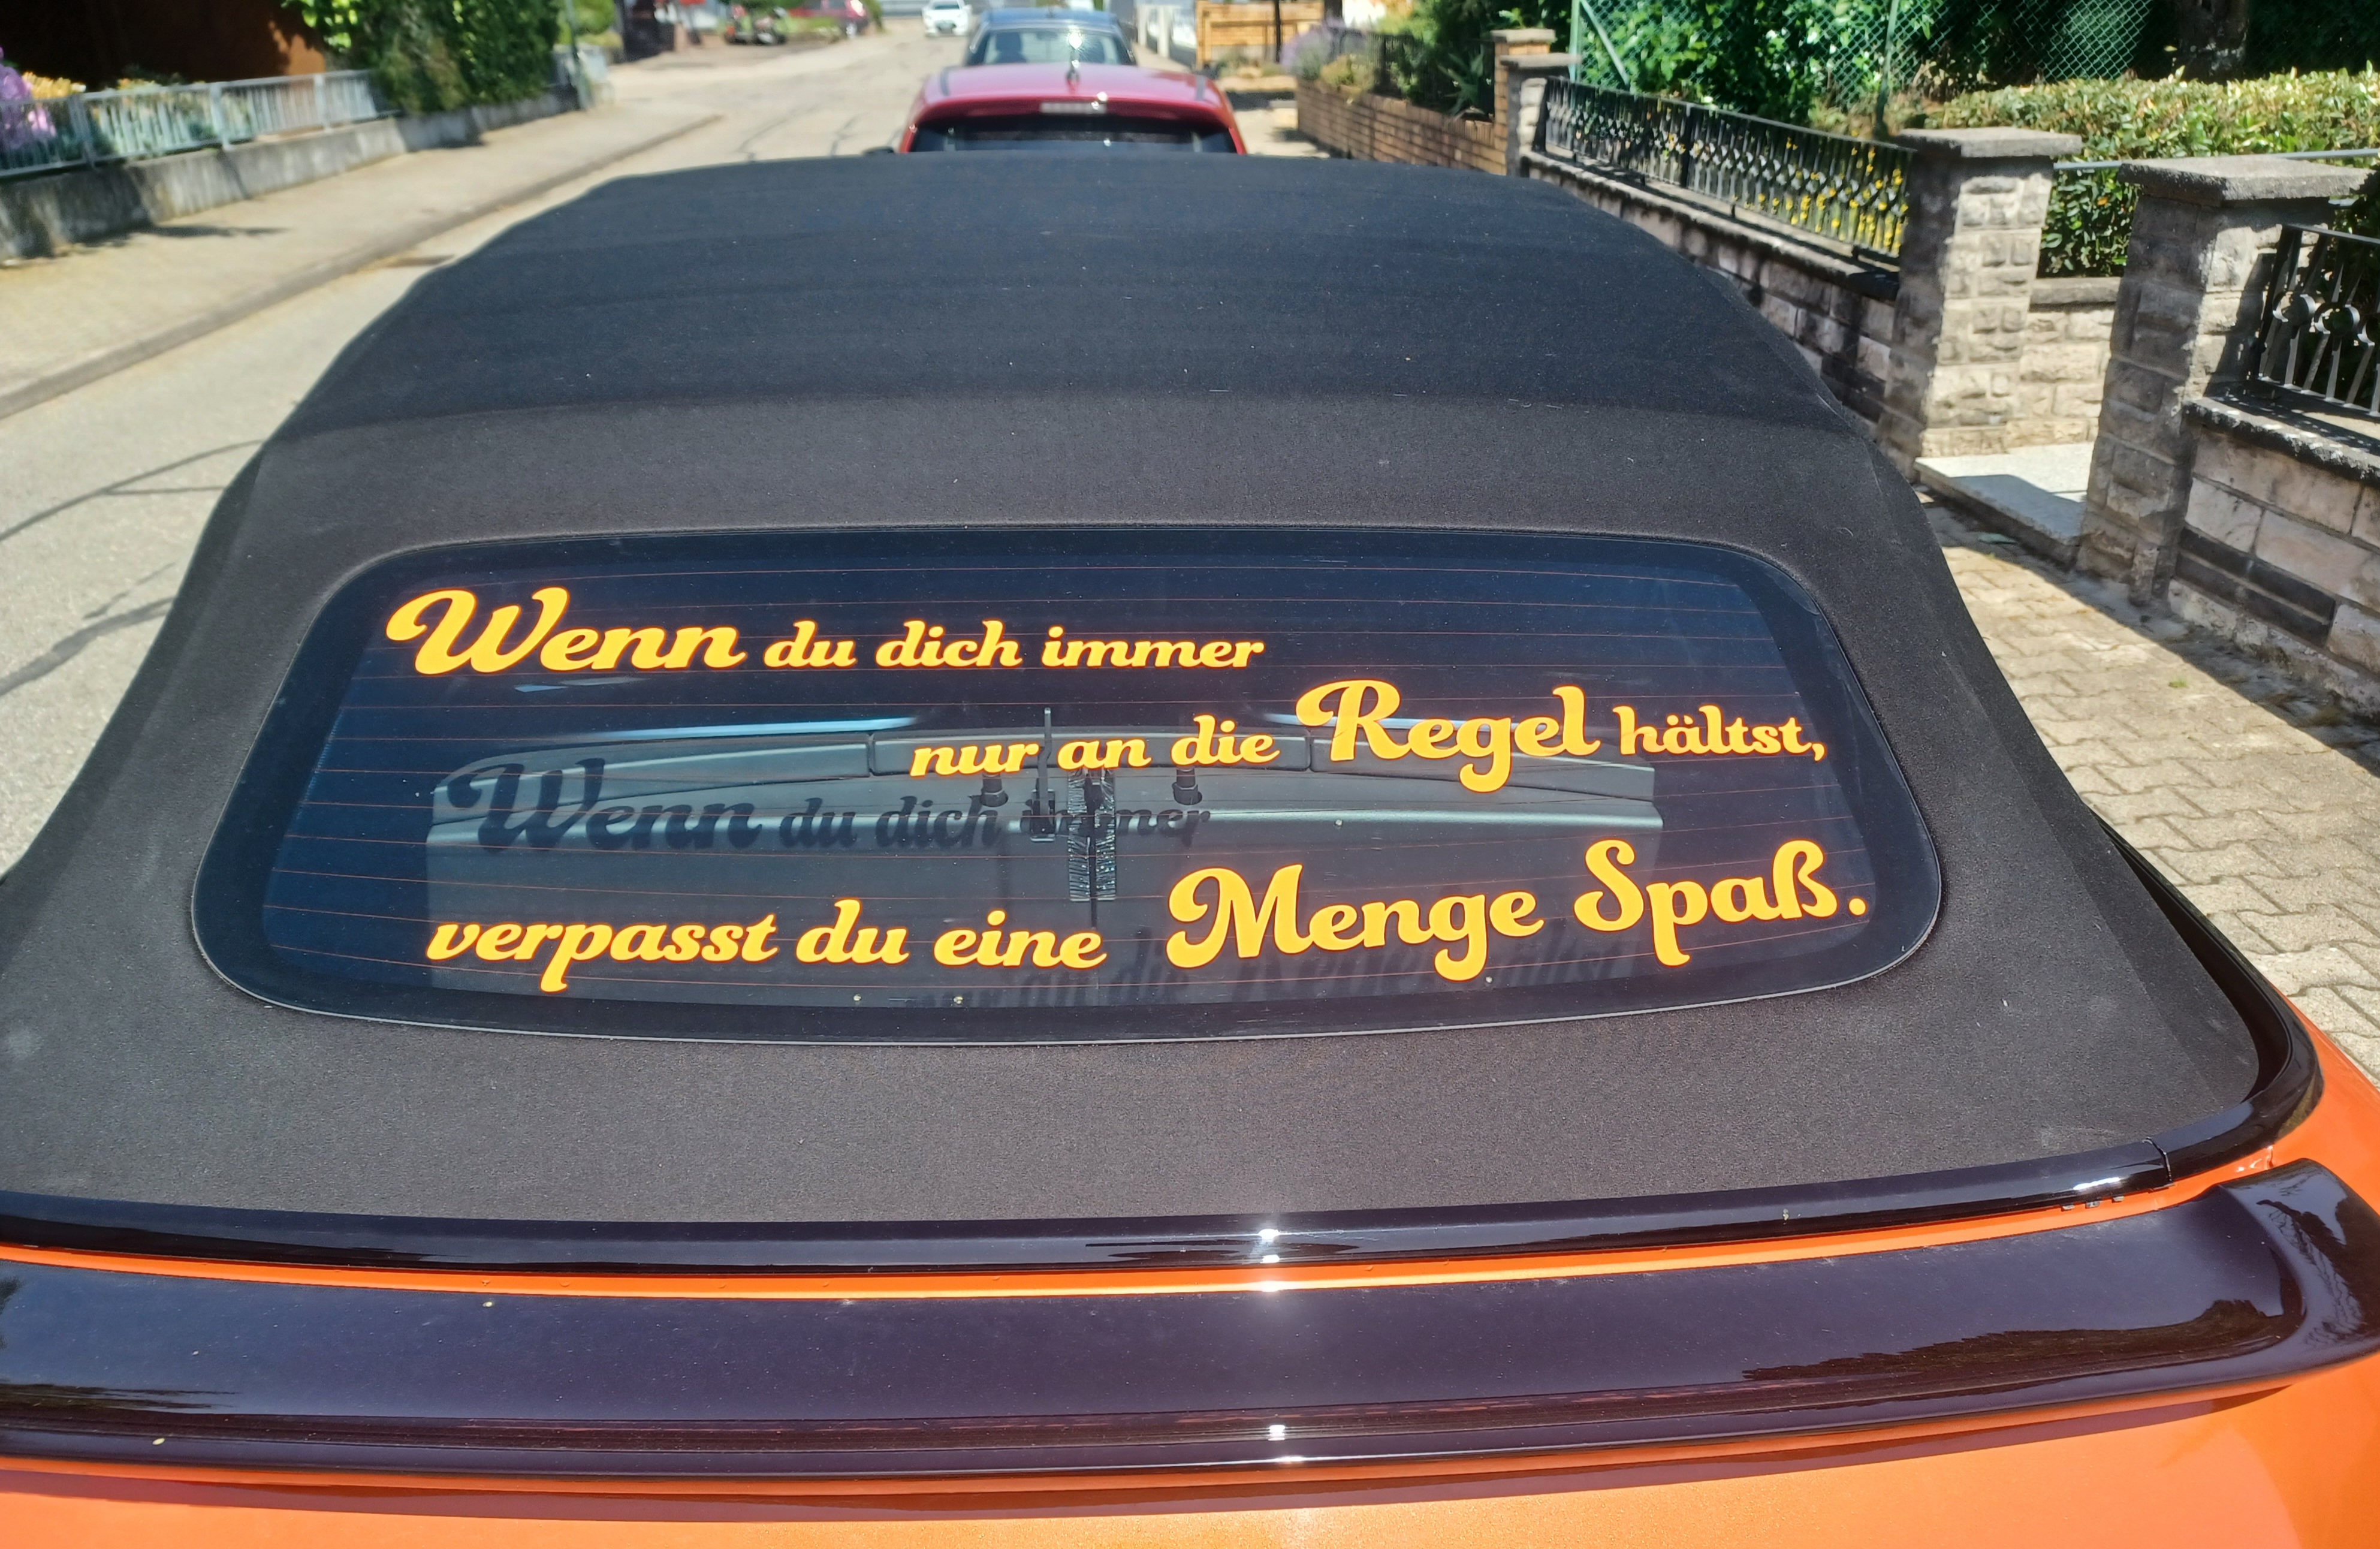 Wenn du dich immer
nur an die Regel hältst,
verpasst du eine Menge Spaß.